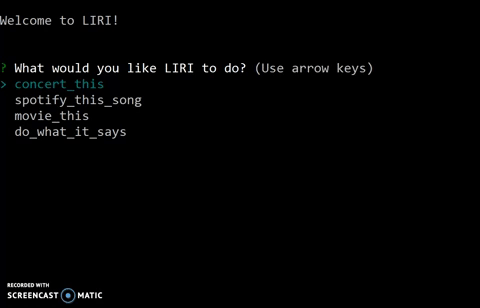 Welcome to LIRI!
? What would you like LIRI to do? (Use arrow keys)
> concert_this
spotify_this_song
movie_this
do_what_it_says
RECORDED WITH
SCREENCAST MATIC